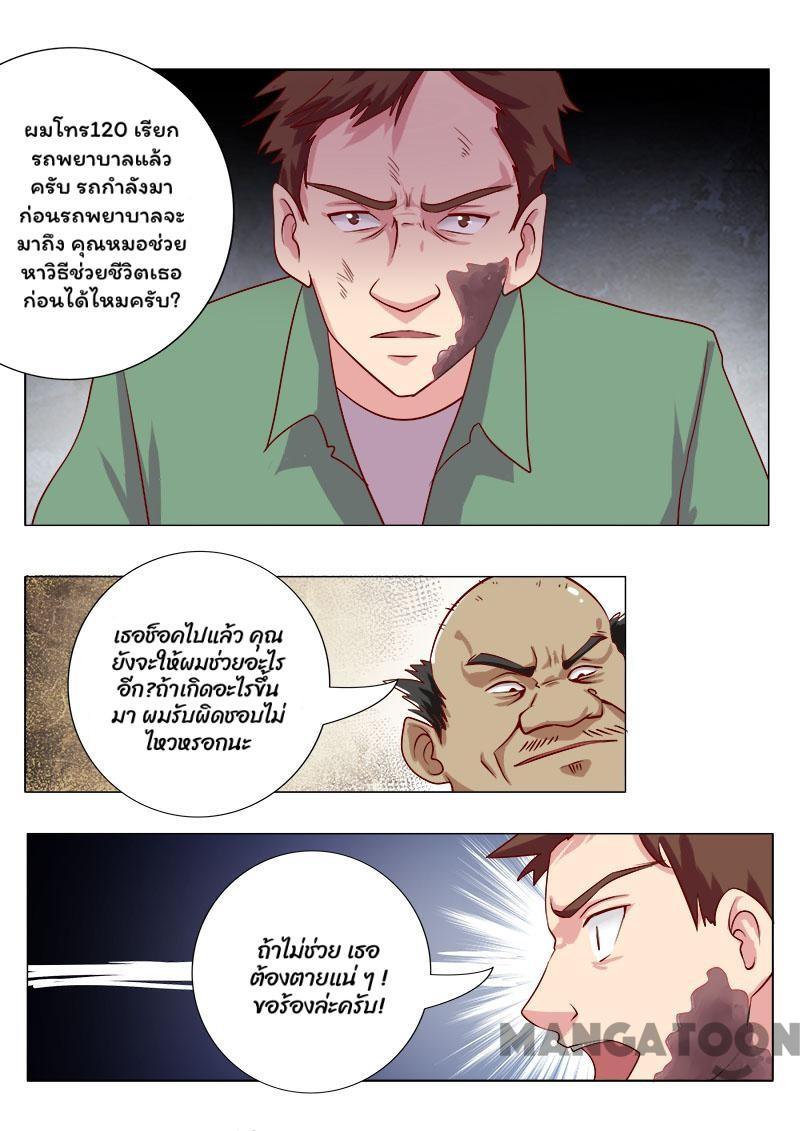 ผมโทร120 เรียก
รถพยาบาลแล้ว
ครับ รถกำลังมา
ก่อนรถพยาบาลจะ
มาถึง คุณหมอช่วย
หาวิธีช่วยชีวิตเธอ
ก่อนได้ไหมครับ?
เธอช็อคไปแล้ว คุณ
ยังจะให้ผมช่วยอะไร
อีก?ถ้าเกิดอะไรขึ้น
มา ผมรับผิดชอบไม่
ไหวหรอกนะ
ถ้าไม่ช่วย เธอ
ต้องตายแน่ ๆ !
ขอร้องล่ะครับ!
MANGATOON